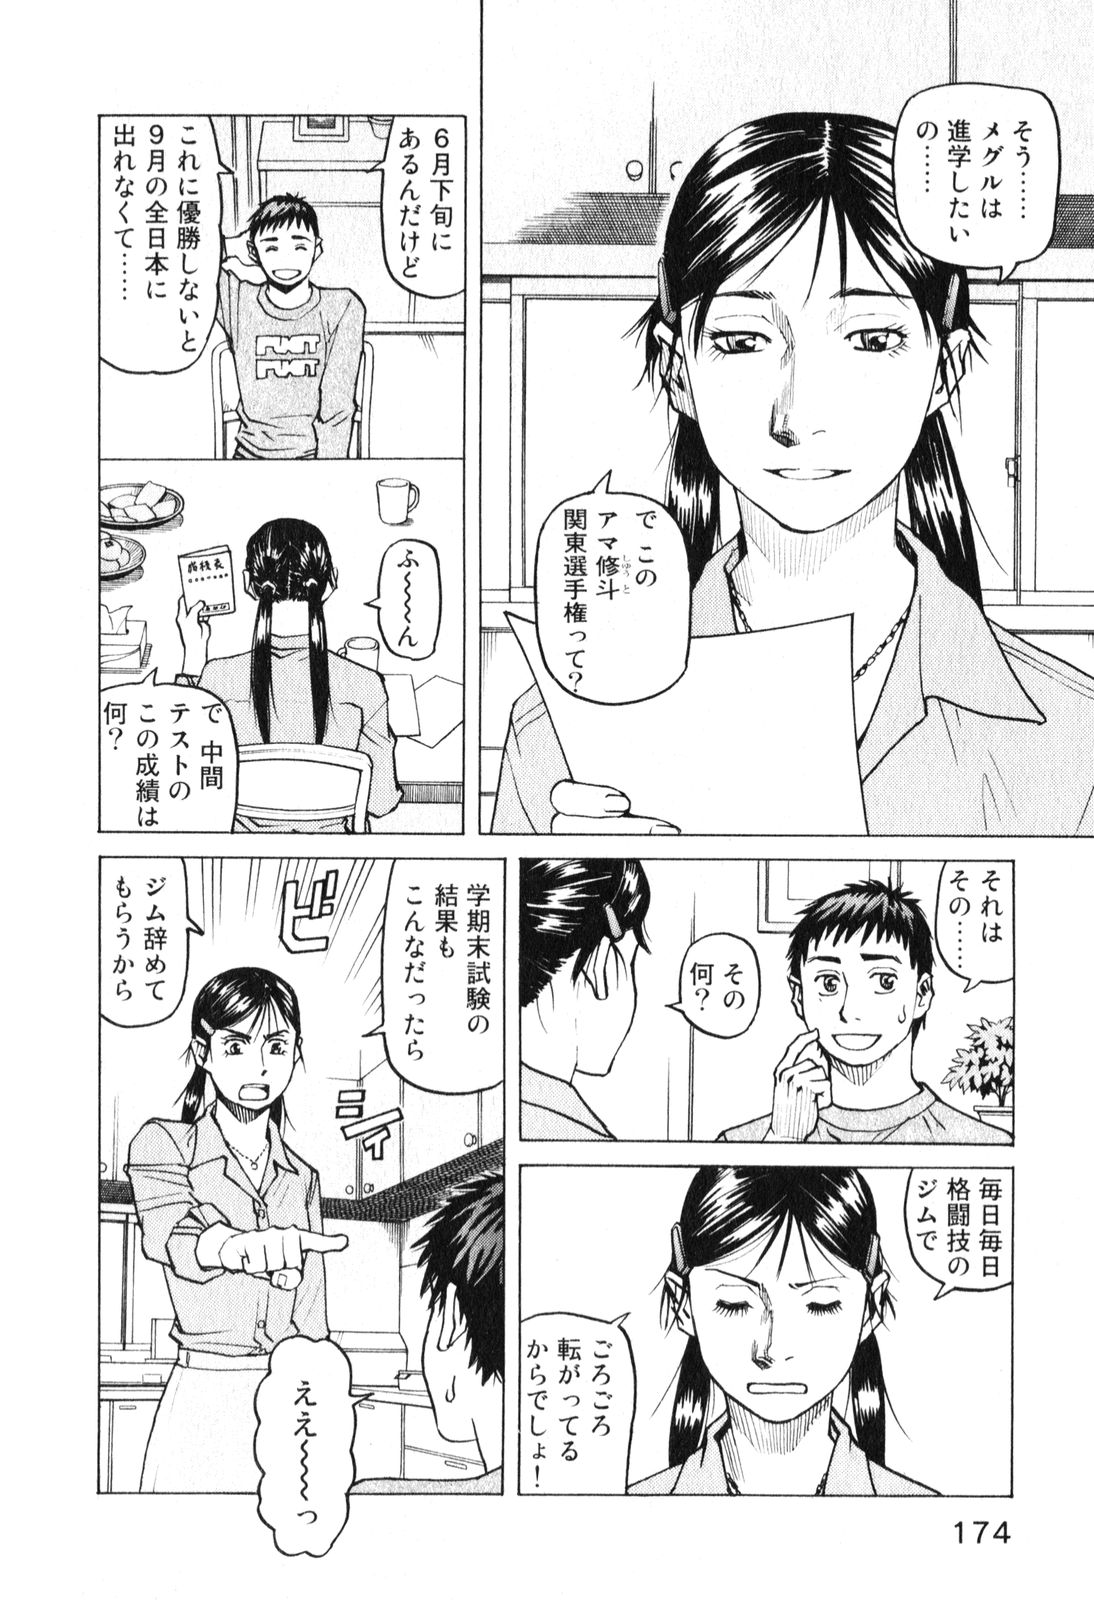 そう………
メグルは
進学したい
の……
で この
アマ修斗
しゅうと
関東選手権って?
6月下旬に
あるんだけど
これに優勝しないと
9月の全日本に
出れなくて……
ふ〜〜〜ん
成績表
で 中間
テストの
この成績は
何?
それは
その……
その
何?
毎日毎日
格闘技の
ジムで
ごろごろ
転がってる
からでしょ!
学期末試験の
結果も
こんなだったら
ビシィ
ジム辞めて
もらうから
ええ〜〜〜っ
174